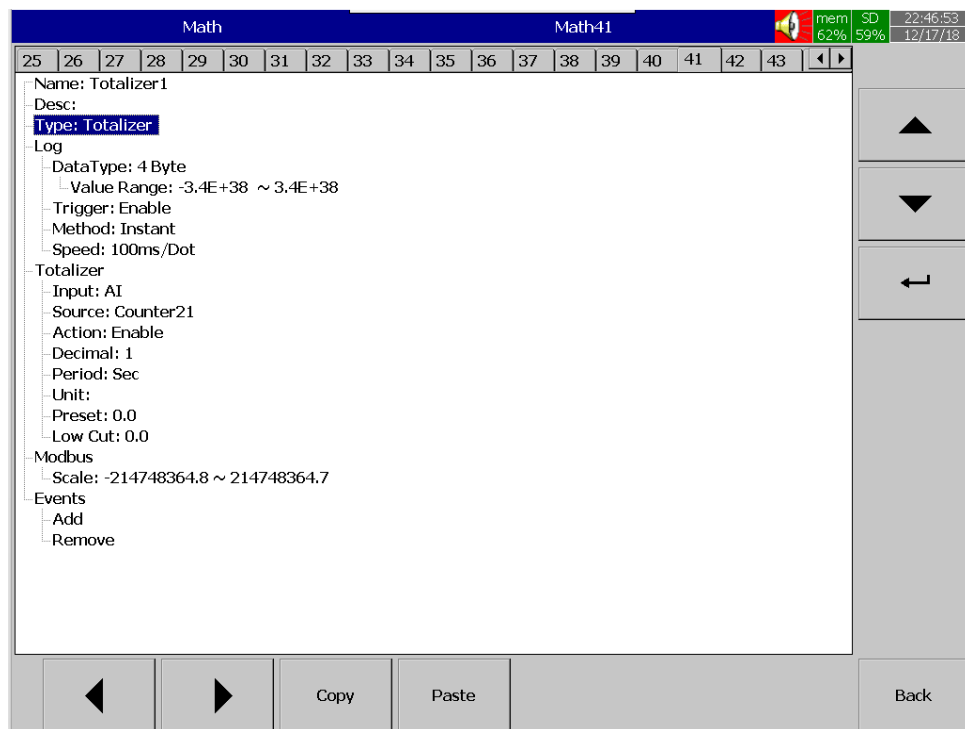 Math Math41 mem 62% SD 59% 22:46:53 12/17/18
25 26 27 28 29 30 31 32 33 34 35 36 37 38 39 40 41 42 43
Name: Totalizer1
Desc:
Type: Totalizer
Log
DataType: 4 Byte
Value Range: -3.4E+38 ~ 3.4E+38
Trigger: Enable
Method: Instant
Speed: 100ms/Dot
Totalizer
Input: AI
Source: Counter21
Action: Enable
Decimal: 1
Period: Sec
Unit:
Preset: 0.0
Low Cut: 0.0
Modbus
Scale: -214748364.8 ~ 214748364.7
Events
Add
Remove
Copy Paste Back